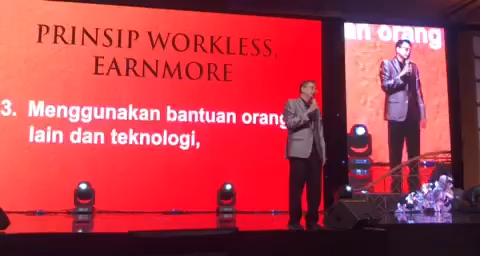 PRINSIP WORKLESS,
EARNMORE
3. Menggunakan bantuan orang
lain dan teknologi,
an orang